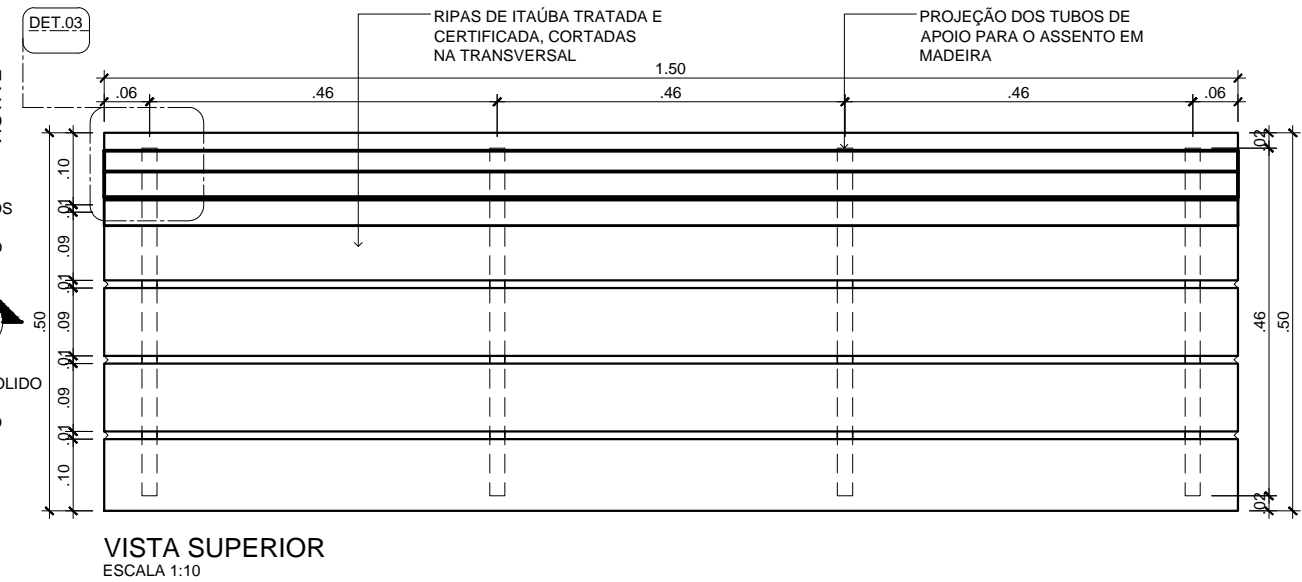 DET.03
RIPAS DE ITAÚBA TRATADA E
CERTIFICADA, CORTADAS
NA TRANSVERSAL
PROJEÇÃO DOS TUBOS DE
APOIO PARA O ASSENTO EM
MADEIRA
1.50
.06
.46
.46
.46
.06
.10
.01
.09
.01
.09
.01
.09
.01
.10
.50
.02
.46
.02
.50
OS
OLIDO
VISTA SUPERIOR
ESCALA 1:10